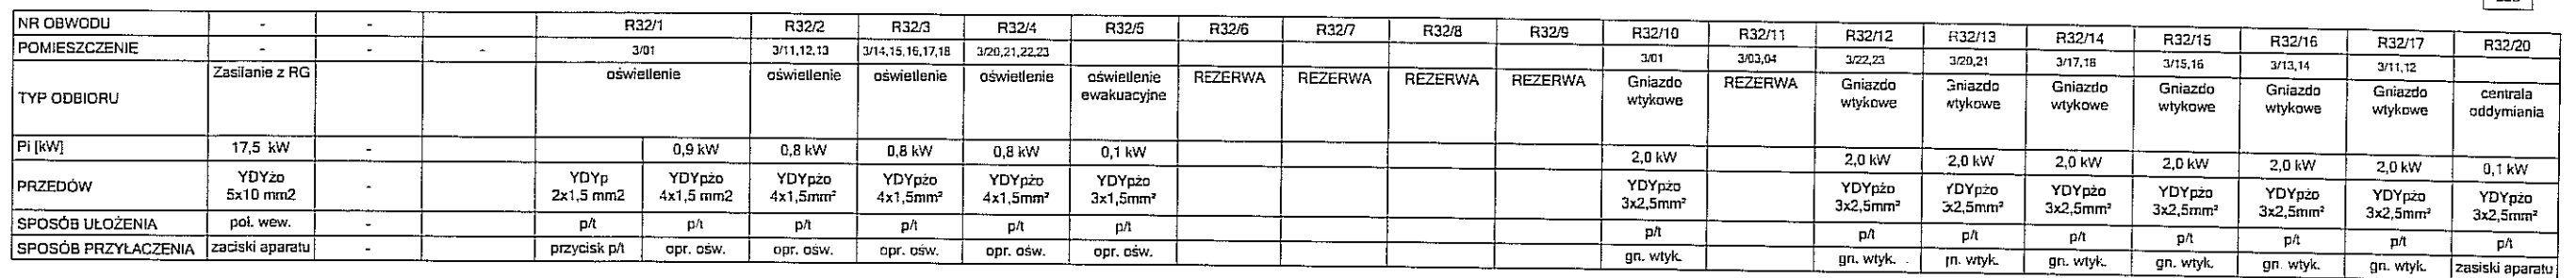 NR OBWODU - - R32/1 R32/2 R32/3 R32/4 R32/5 R32/6 R32/7 R32/8 R32/9 R32/10 R32/11 R32/12 R32/13 R32/14 R32/15 R32/16 R32/17 R32/20
POMIESZCZENIE - - - 3/01 3/11,12,13 3/14,15,16,17,18 3/20,21,22,23 3/01 3/03,04 3/22,23 3/20,21 3/17,18 3/15,16 3/13,14 3/11,12
TYP ODBIORU Zasilanie z RG oświetlenie oświetlenie oświetlenie oświetlenie oświetlenie ewakuacyjne REZERWA REZERWA REZERWA REZERWA Gniazdo wtykowe REZERWA Gniazdo wtykowe Gniazdo wtykowe Gniazdo wtykowe Gniazdo wtykowe Gniazdo wtykowe Gniazdo wtykowe centrala oddymiania
Pi [kW] 17,5 kW - 0,9 kW 0,8 kW 0,8 kW 0,8 kW 0,1 kW 2,0 kW 2,0 kW 2,0 kW 2,0 kW 2,0 kW 2,0 kW 2,0 kW 0,1 kW
PRZEDÓW YDYżo 5x10 mm2 - YDYp 2x1,5 mm2 YDYpżo 4x1,5 mm2 YDYpżo 4x1,5mm² YDYpżo 4x1,5mm² YDYpżo 4x1,5mm² YDYpżo 3x1,5mm² YDYpżo 3x2,5mm² YDYpżo 3x2,5mm² YDYpżo 3x2,5mm² YDYpżo 3x2,5mm² YDYpżo 3x2,5mm² YDYpżo 3x2,5mm² YDYpżo 3x2,5mm² YDYpżo 3x2,5mm²
SPOSÓB UŁOŻENIA poł. wew. - p/t p/t p/t p/t p/t p/t p/t p/t p/t p/t p/t p/t p/t p/t
SPOSÓB PRZYŁACZENIA zaciski aparatu - przycisk p/t opr. ośw. opr. ośw. opr. ośw. opr. ośw. opr. ośw. gn. wtyk. gn. wtyk. gn. wtyk. gn. wtyk. gn. wtyk. gn. wtyk. gn. wtyk. zasiski aparatu